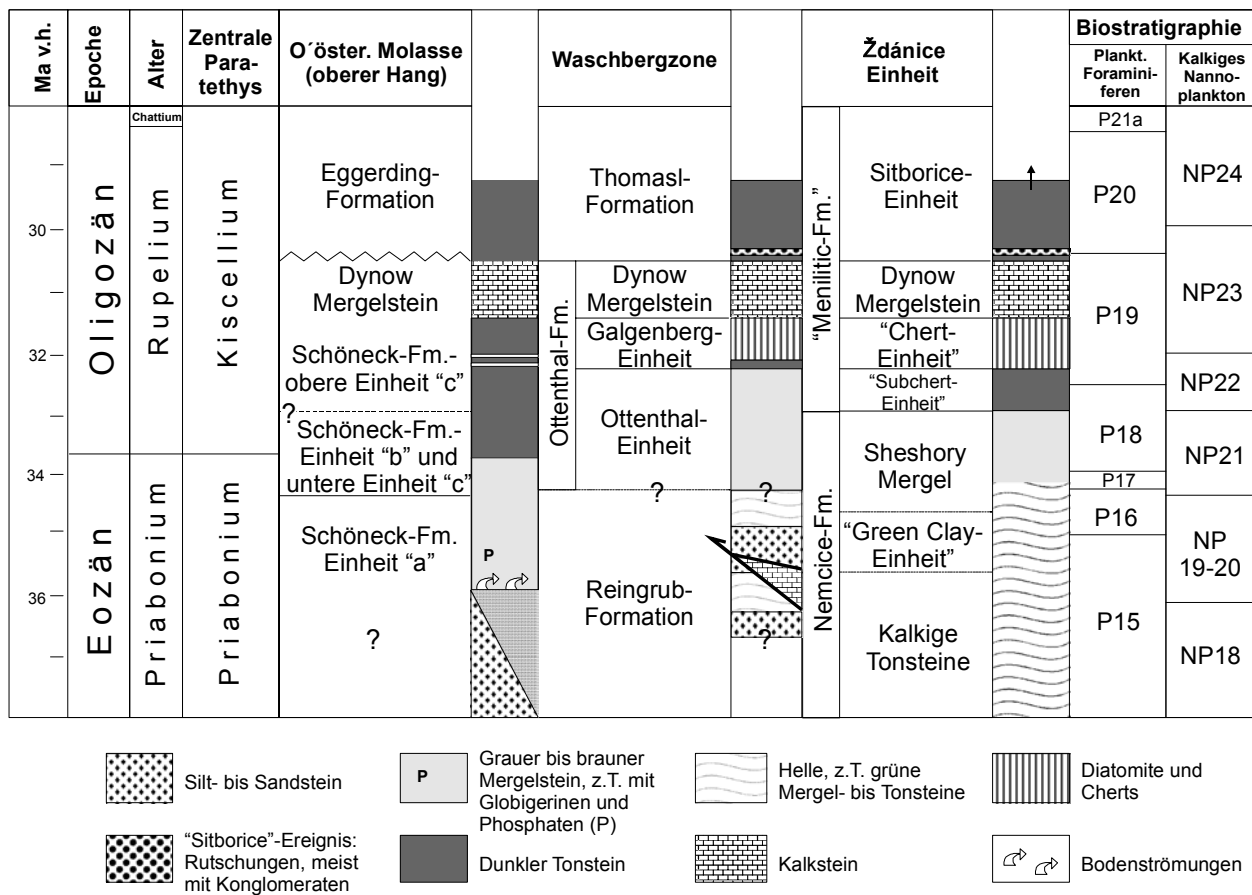 Ma v.h.
Epoche
Alter
Zentrale
Para-
tethys
O´öster. Molasse
(oberer Hang)
Waschbergzone
Ždánice
Einheit
Biostratigraphie
Plankt.
Foramini-
feren
Kalkiges
Nanno-
plankton
30
32
34
36
Oligozän
Eozän
Chattium
Rupelium
Priabonium
Kiscellium
Priabonium
Eggerding-
Formation
Dynow
Mergelstein
Schöneck-Fm.-
obere Einheit “c”
?
Schöneck-Fm.-
Einheit “b” und
untere Einheit “c”
Schöneck-Fm.
Einheit “a”
?
P
Ottenthal-Fm.
Thomasl-
Formation
Dynow
Mergelstein
Galgenberg-
Einheit
Ottenthal-
Einheit
?
?
Reingrub-
Formation
?
“Menilitic-Fm.”
Nemcice-Fm.
Sitborice-
Einheit
Dynow
Mergelstein
“Chert-
Einheit”
“Subchert-
Einheit”
Sheshory
Mergel
“Green Clay-
Einheit”
Kalkige
Tonsteine
P21a
P20
P19
P18
P17
P16
P15
NP24
NP23
NP22
NP21
NP
19-20
NP18
Silt- bis Sandstein
P
Grauer bis brauner
Mergelstein, z.T. mit
Globigerinen und
Phosphaten (P)
Helle, z.T. grüne
Mergel- bis Tonsteine
Diatomite und
Cherts
“Sitborice”-Ereignis:
Rutschungen, meist
mit Konglomeraten
Dunkler Tonstein
Kalkstein
Bodenströmungen